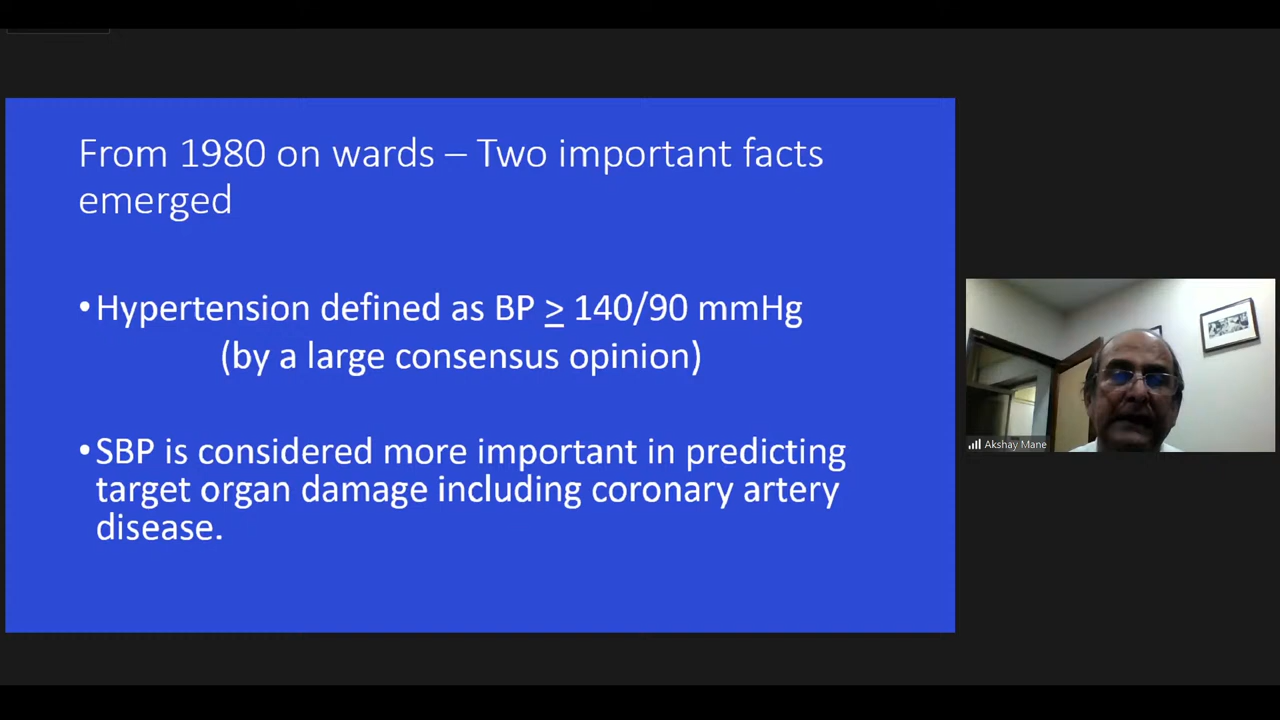 From 1980 on wards – Two important facts
emerged
•Hypertension defined as BP ≥ 140/90 mmHg
(by a large consensus opinion)
•SBP is considered more important in predicting
target organ damage including coronary artery
disease.
Akshay Mane